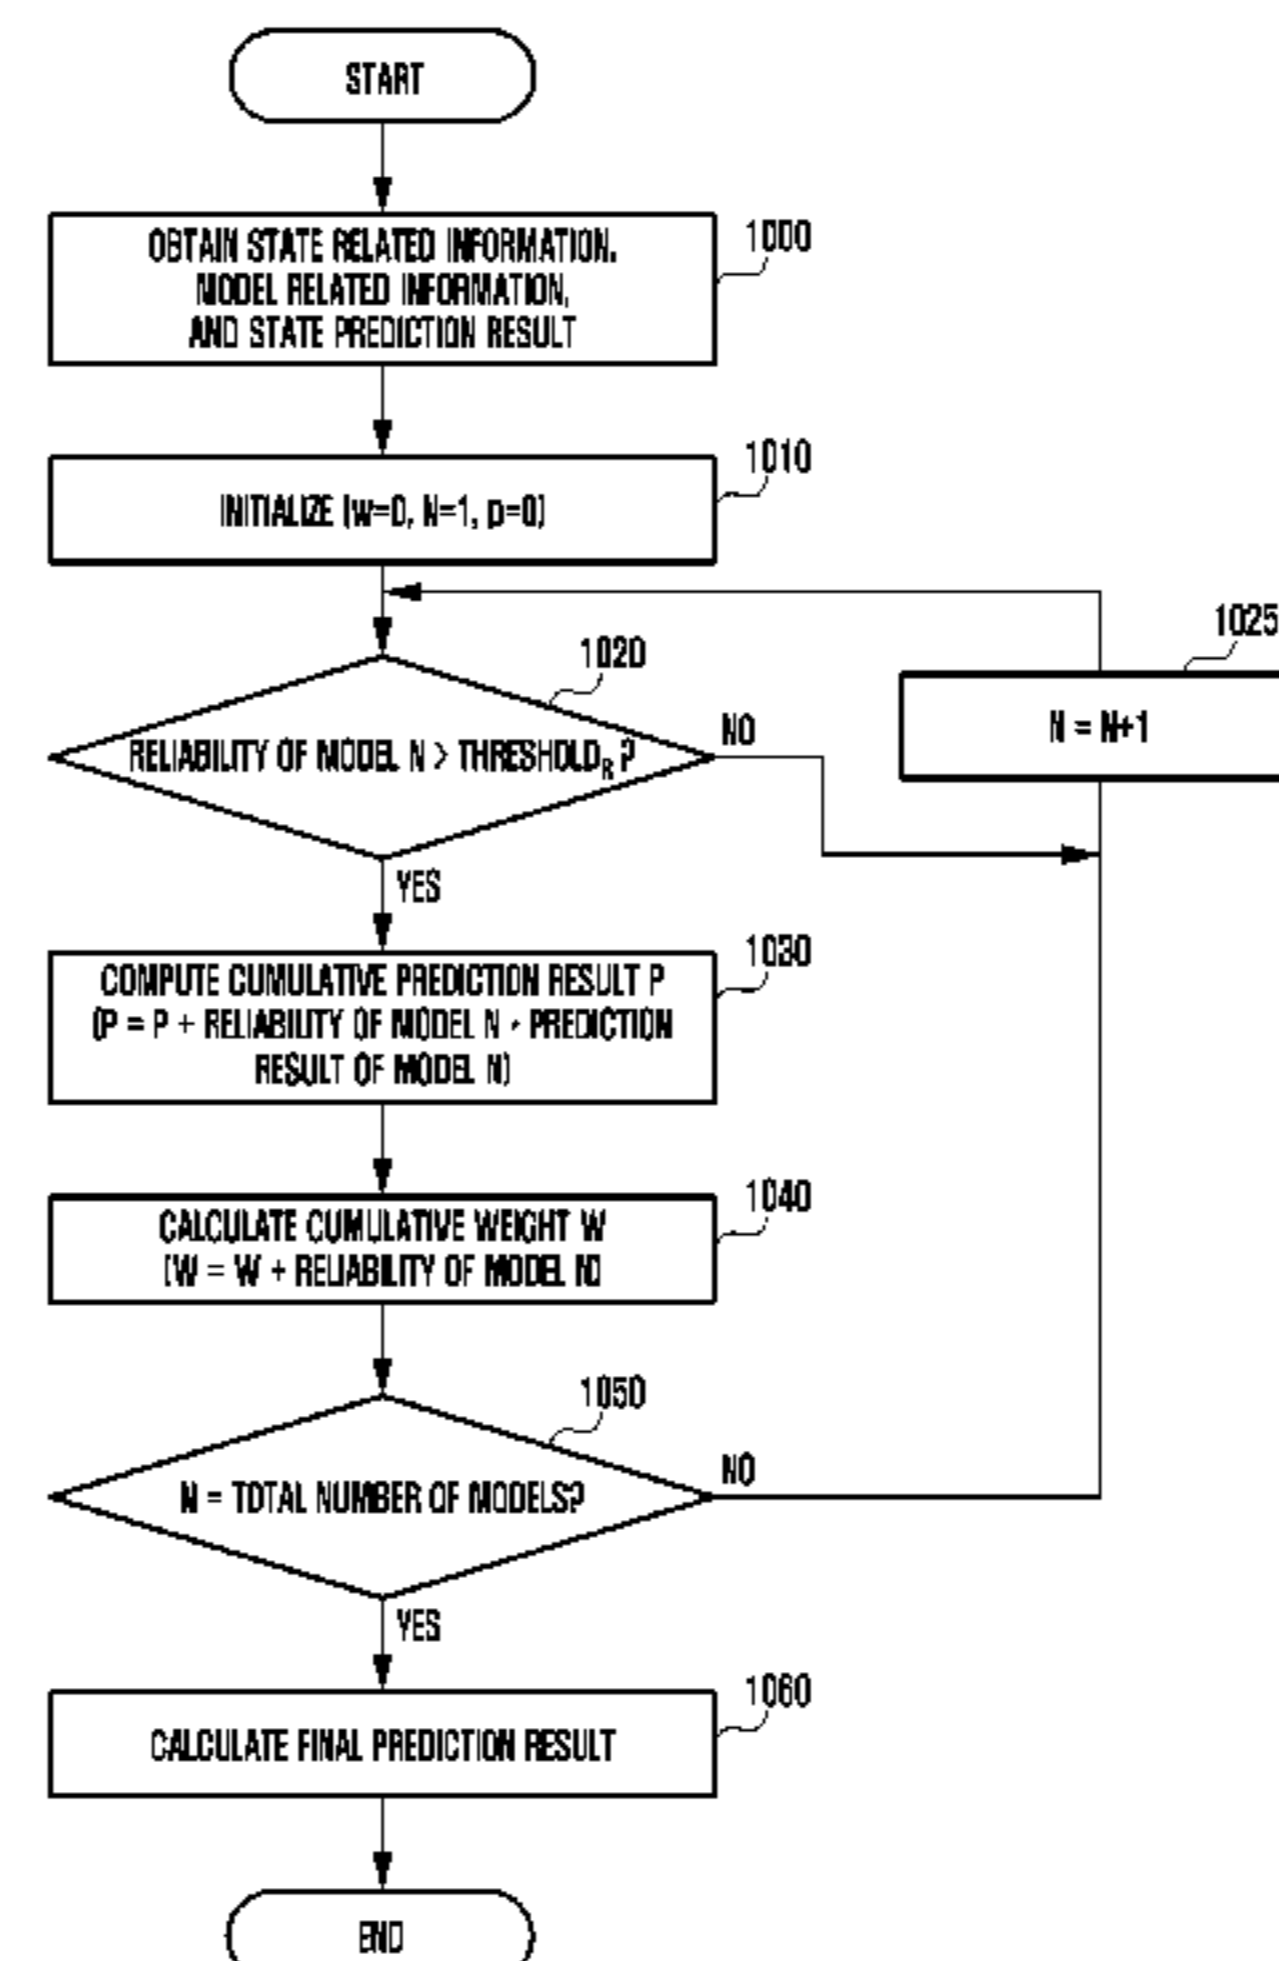 START
OBTAIN STATE RELATED INFORMATION,
MODEL RELATED INFORMATION,
AND STATE PREDICTION RESULT
1000
INITIALIZE (w=0, N=1, p=0)
1010
RELIABILITY OF MODEL N > THRESHOLD_R ?
1020
NO
N = N+1
1025
YES
COMPUTE CUMULATIVE PREDICTION RESULT P
(P = P + RELIABILITY OF MODEL N * PREDICTION
RESULT OF MODEL N)
1030
CALCULATE CUMULATIVE WEIGHT W
(W = W + RELIABILITY OF MODEL N)
1040
N = TOTAL NUMBER OF MODELS?
1050
NO
YES
CALCULATE FINAL PREDICTION RESULT
1060
END